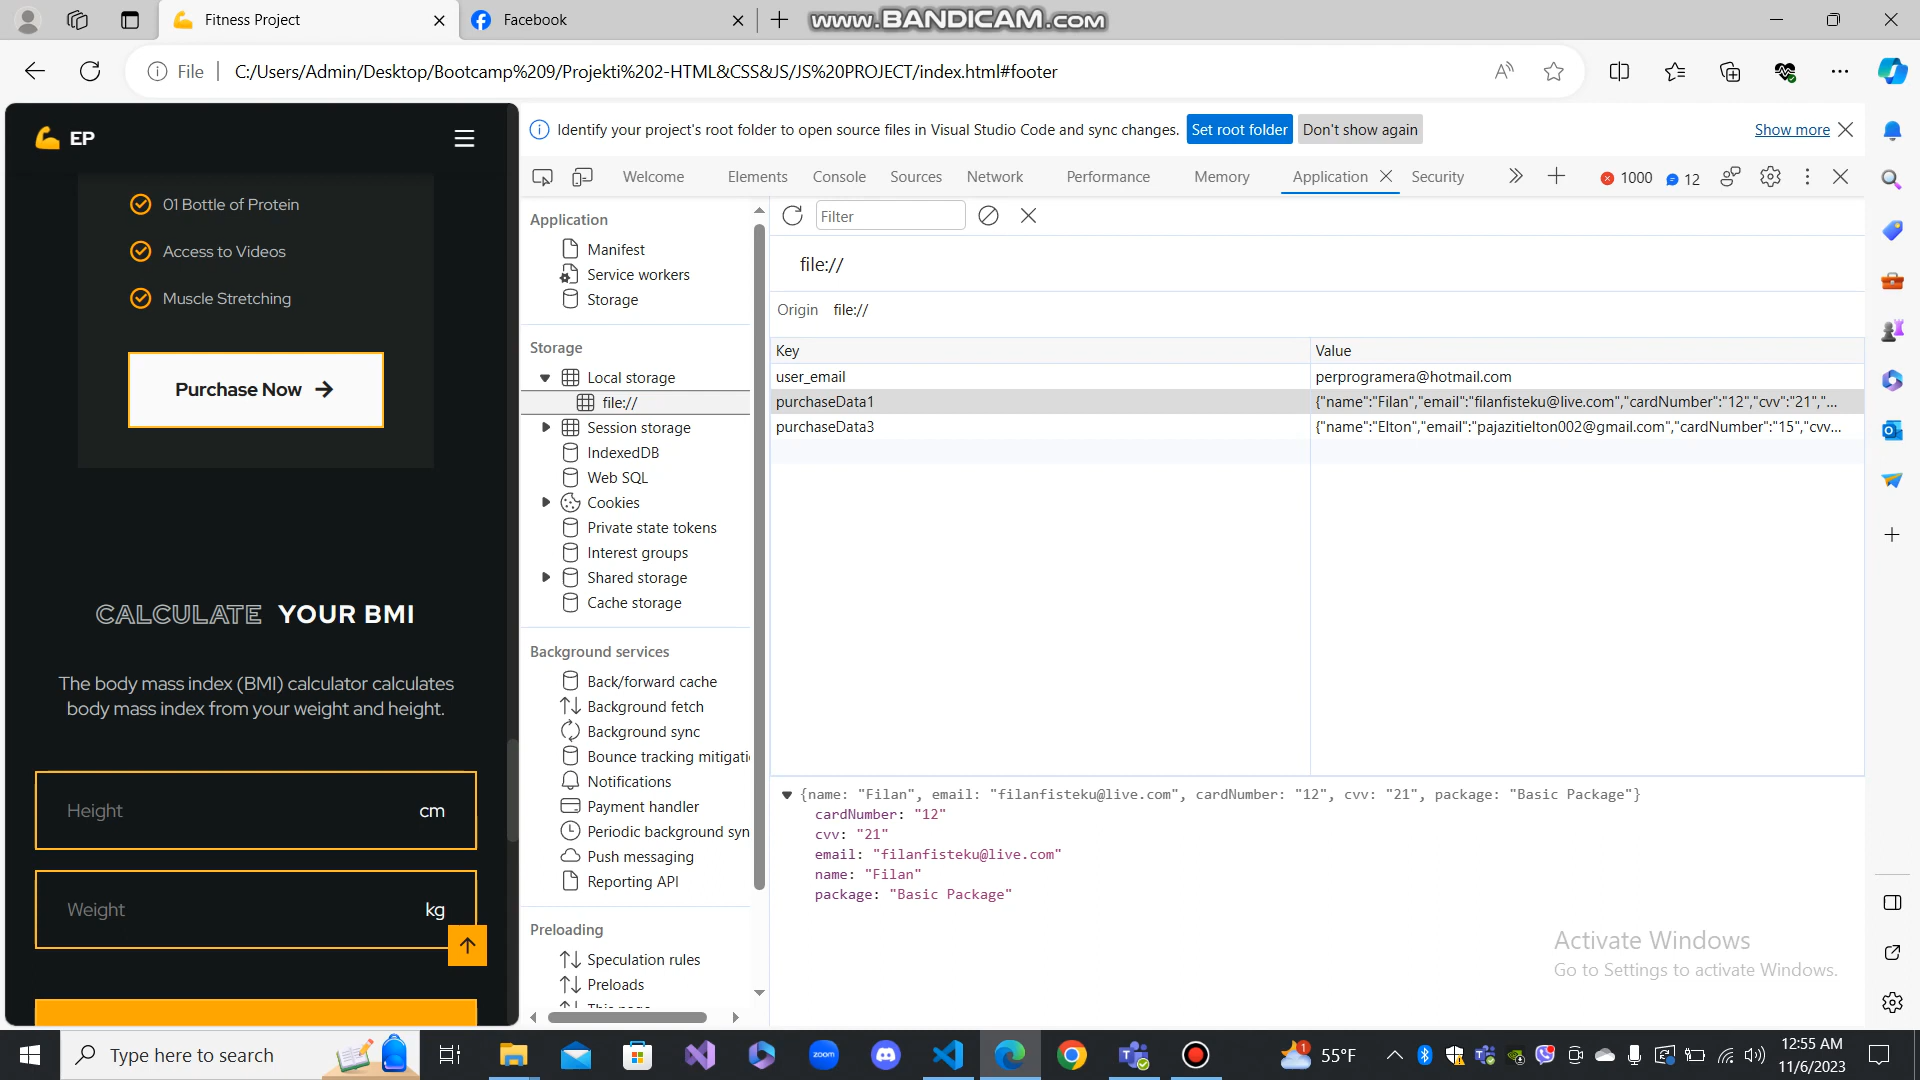 Fitness Project
Facebook
www.BANDICAM.com
File
C:/Users/Admin/Desktop/Bootcamp%209/Projekti%202-HTML&CSS&JS/JS%20PROJECT/index.html#footer
EP
01 Bottle of Protein
Access to Videos
Muscle Stretching
Purchase Now
CALCULATE YOUR BMI
The body mass index (BMI) calculator calculates
body mass index from your weight and height.
Height cm
Weight kg
Identify your project's root folder to open source files in Visual Studio Code and sync changes. Set root folder Don't show again Show more
Welcome Elements Console Sources Network Performance Memory Application Security 1000 12
Application
Manifest
Service workers
Storage
Storage
Local storage
file://
Session storage
IndexedDB
Web SQL
Cookies
Private state tokens
Interest groups
Shared storage
Cache storage
Background services
Back/forward cache
Background fetch
Background sync
Bounce tracking mitigati
Notifications
Payment handler
Periodic background syn
Push messaging
Reporting API
Preloading
Speculation rules
Preloads
Filter
file://
Origin file://
Key Value
user_email perprogramera@hotmail.com
purchaseData1 {"name":"Filan","email":"filanfisteku@live.com","cardNumber":"12","cvv":"21","...
purchaseData3 {"name":"Elton","email":"pajazitielton002@gmail.com","cardNumber":"15","cvv...
{name: "Filan", email: "filanfisteku@live.com", cardNumber: "12", cvv: "21", package: "Basic Package"}
cardNumber: "12"
cvv: "21"
email: "filanfisteku@live.com"
name: "Filan"
package: "Basic Package"
Activate Windows
Go to Settings to activate Windows.
Type here to search
zoom
1
55°F
12:55 AM
11/6/2023